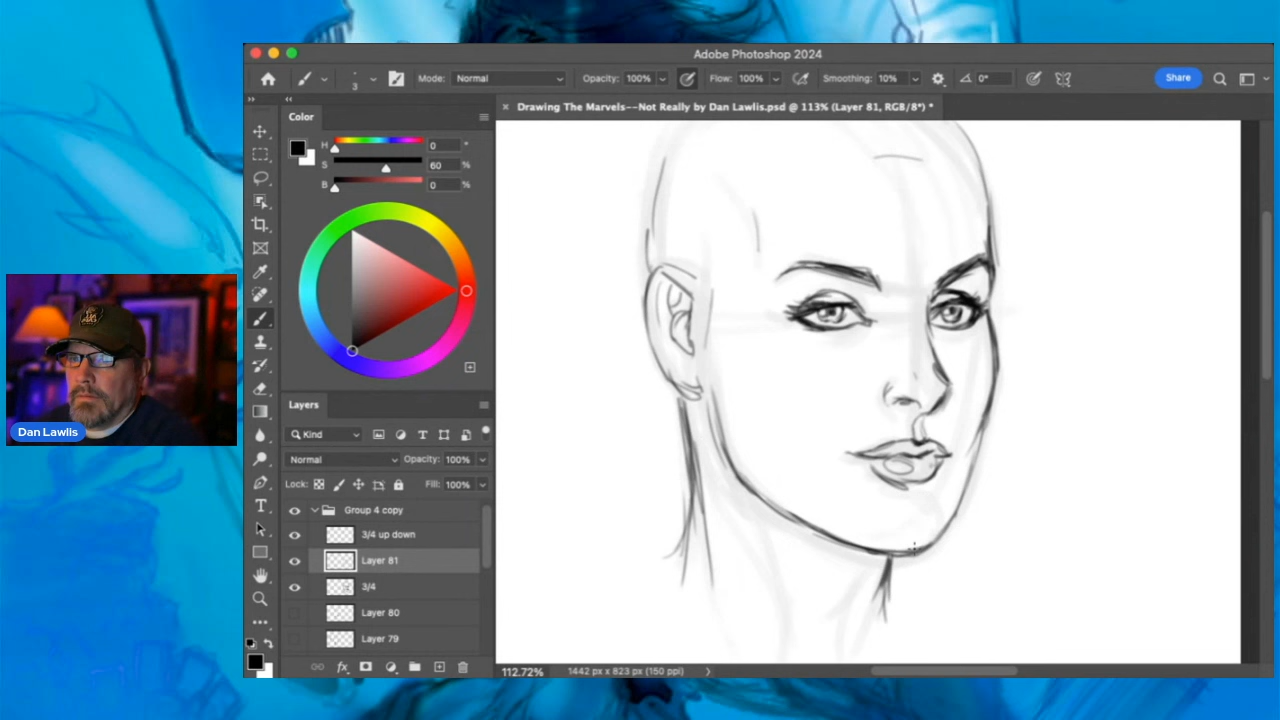 Adobe Photoshop 2024
3 Mode: Normal Opacity: 100% Flow: 100% Smoothing: 10% 0° Share
Drawing The Marvels--Not Really by Dan Lawlis.psd @ 113% (Layer 81, RGB/8*) *
Color
H 0 °
S 60 %
B 0 %
Layers
Kind
Normal Opacity: 100%
Lock: Fill: 100%
Group 4 copy
3/4 up down
Layer 81
3/4
Layer 80
Layer 79
fx
112.72% 1442 px x 823 px (150 ppi)
Dan Lawlis